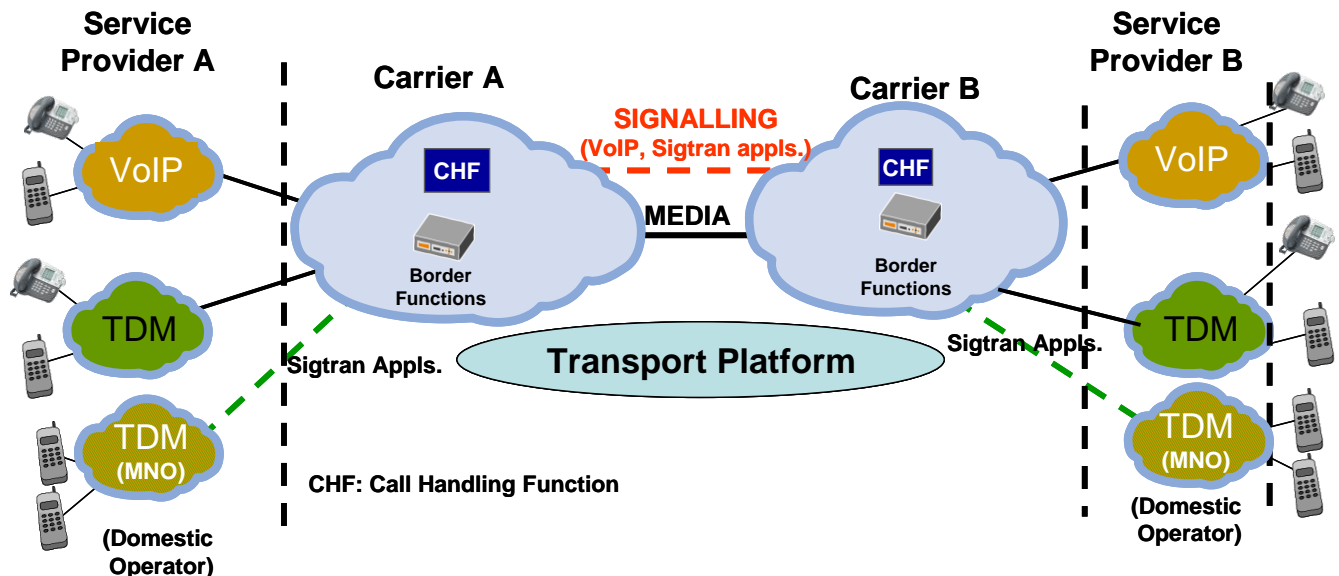 Service
Provider A
Carrier A
Carrier B
Service
Provider B
SIGNALLING
(VoIP, Sigtran appls.)
VoIP
CHF
CHF
VoIP
MEDIA
Border
Functions
Border
Functions
TDM
TDM
Sigtran Appls.
Transport Platform
Sigtran Appls.
TDM
(MNO)
TDM
(MNO)
CHF: Call Handling Function
(Domestic
Operator)
(Domestic
Operator)